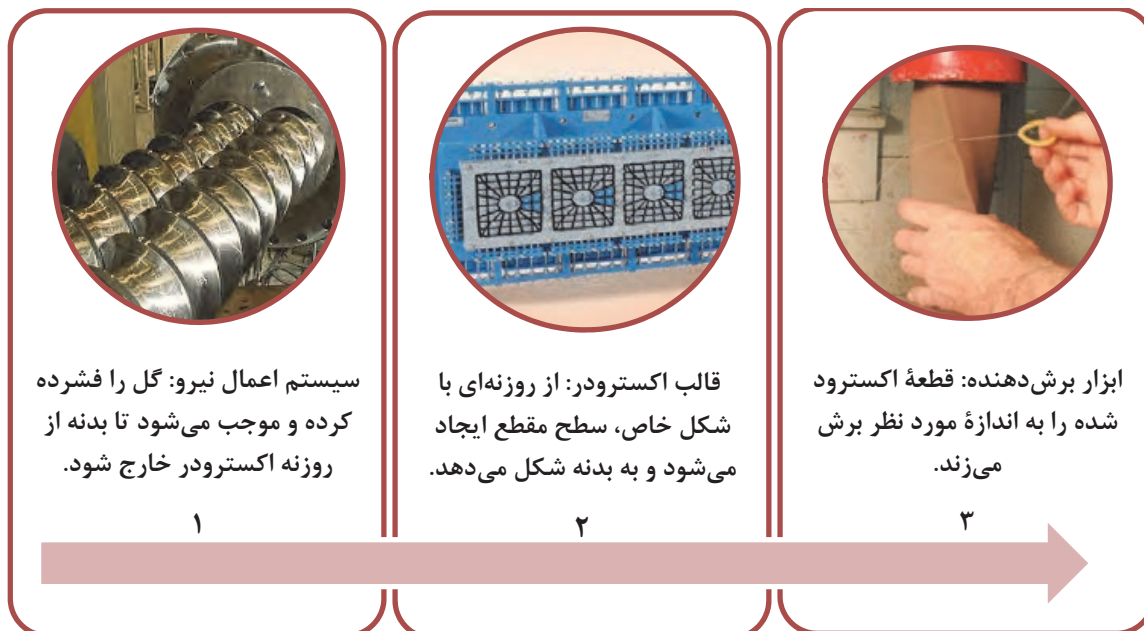 سیستم اعمال نیرو: گل را فشرده
کرده و موجب می‌شود تا بدنه از
روزنه اکسترودر خارج شود.
۱
قالب اکسترودر: از روزنه‌ای با
شکل خاص، سطح مقطع ایجاد
می‌شود و به بدنه شکل می‌دهد.
۲
ابزار برش‌دهنده: قطعهٔ اکسترود
شده را به اندازهٔ مورد نظر برش
می‌زند.
۳